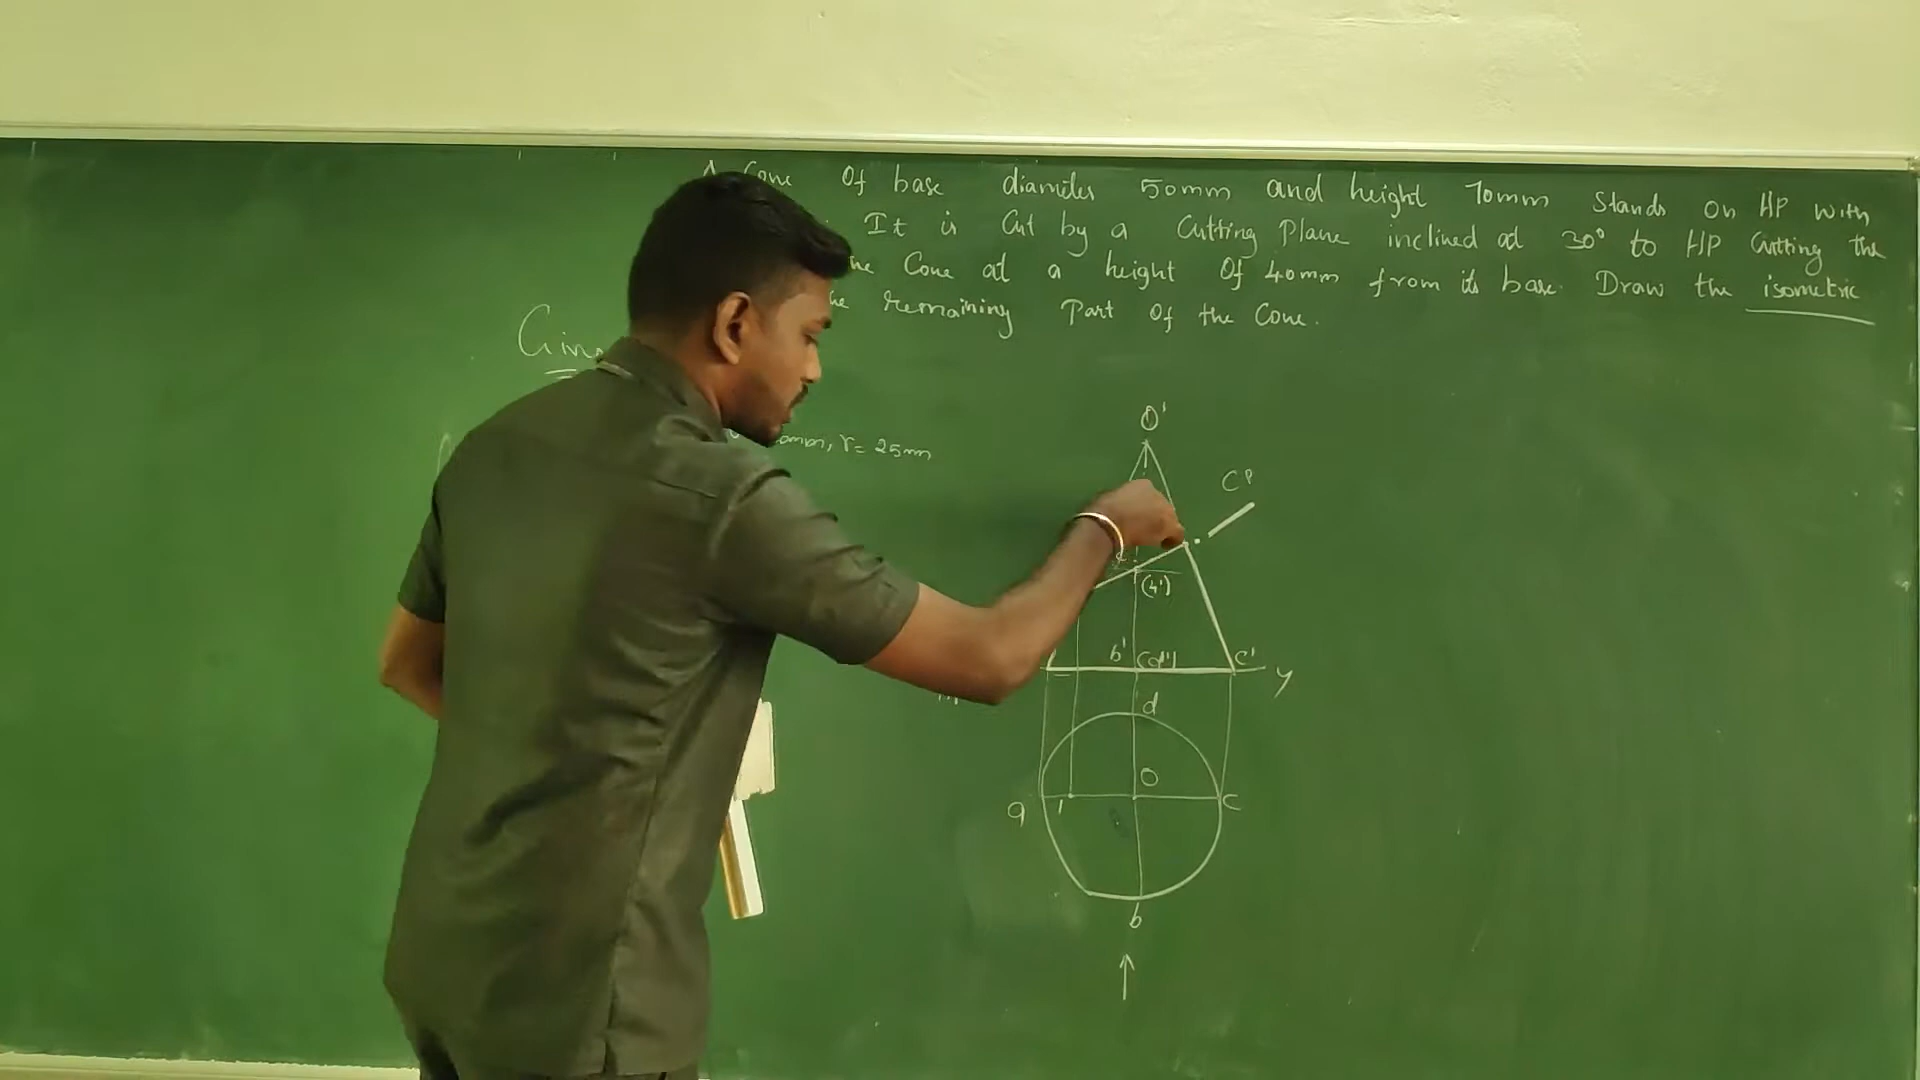 Cone Of base diameter 50mm and height 70mm stands on HP with
It is Cut by a Cutting Plane inclined at 30° to HP Cutting the
Cone at a height Of 40mm from its base. Draw the isometric
remaining Part Of the Cone.
r = 25mm
O'
CP
(4')
b' (d') c' y
d
O
a 1 c
b